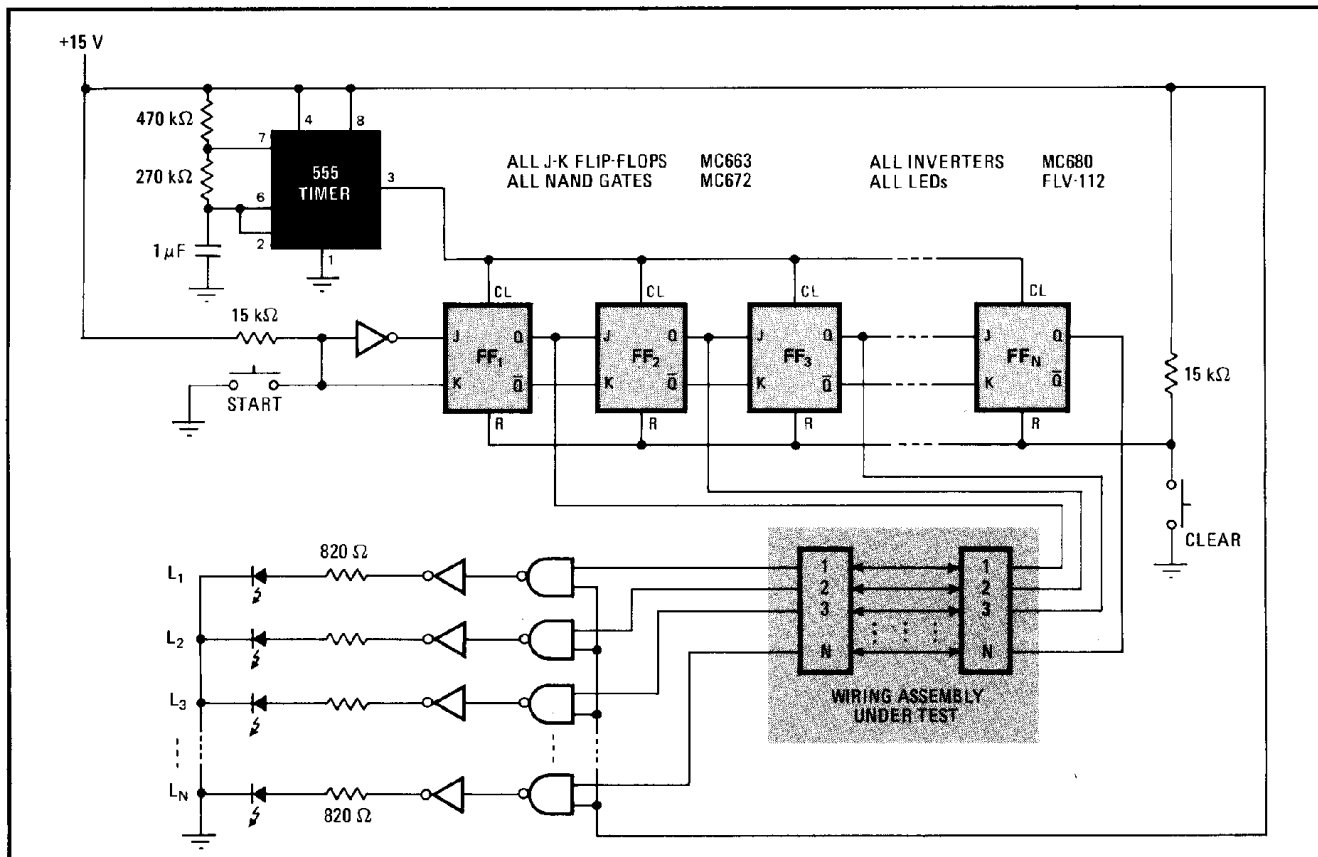 +15 V
470 kΩ
270 kΩ
1 μF
7
6
2
4
8
3
1
555
TIMER
ALL J-K FLIP-FLOPS MC663
ALL NAND GATES MC672
ALL INVERTERS MC680
ALL LEDs FLV-112
15 kΩ
START
CL
CL
CL
CL
J Q
FF1
K Q̅
R
J Q
FF2
K Q̅
R
J Q
FF3
K Q̅
R
J Q
FFN
K Q̅
R
15 kΩ
CLEAR
820 Ω
L1
L2
L3
LN
820 Ω
1 1
2 2
3 3
N N
WIRING ASSEMBLY
UNDER TEST